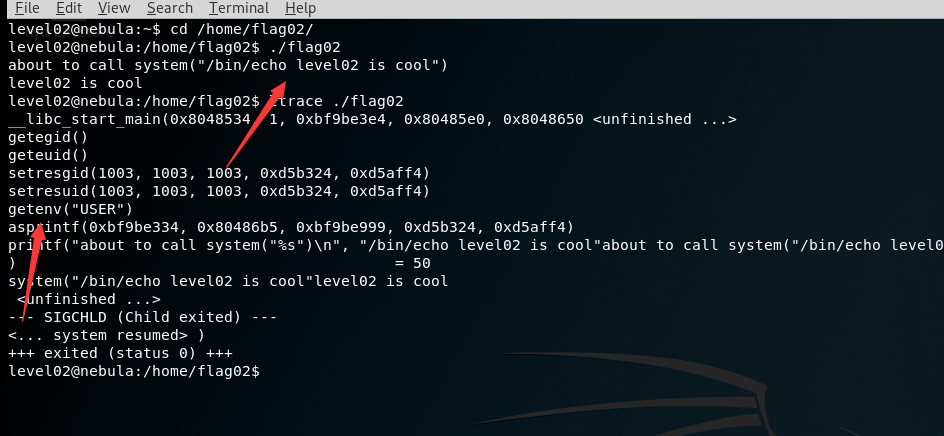 File Edit View Search Terminal Help
level02@nebula:~$ cd /home/flag02/
level02@nebula:/home/flag02$ ./flag02
about to call system("/bin/echo level02 is cool")
level02 is cool
level02@nebula:/home/flag02$ ltrace ./flag02
__libc_start_main(0x8048534, 1, 0xbf9be3e4, 0x80485e0, 0x8048650 <unfinished ...>
getegid()
geteuid()
setresgid(1003, 1003, 1003, 0xd5b324, 0xd5aff4)
setresuid(1003, 1003, 1003, 0xd5b324, 0xd5aff4)
getenv("USER")
asprintf(0xbf9be334, 0x80486b5, 0xbf9be999, 0xd5b324, 0xd5aff4)
printf("about to call system("%s")\n", "/bin/echo level02 is cool"about to call system("/bin/echo level0
) = 50
system("/bin/echo level02 is cool"level02 is cool
<unfinished ...>
--- SIGCHLD (Child exited) ---
<... system resumed> )
+++ exited (status 0) +++
level02@nebula:/home/flag02$